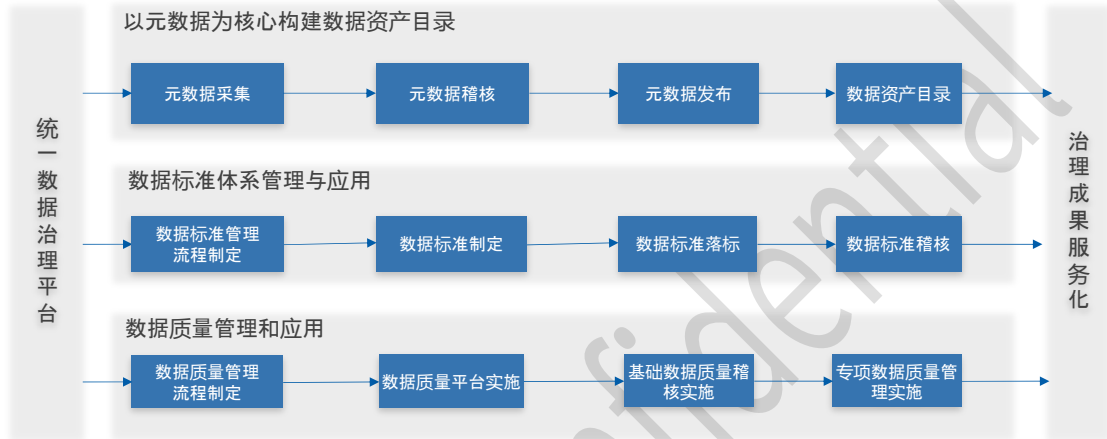 以元数据为核心构建数据资产目录
元数据采集
元数据稽核
元数据发布
数据资产目录
统一数据治理平台
数据标准体系管理与应用
数据标准管理
流程制定
数据标准制定
数据标准落标
数据标准稽核
治理成果服务化
数据质量管理和应用
数据质量管理
流程制定
数据质量平台实施
基础数据质量稽
核实施
专项数据质量管
理实施
nfidential